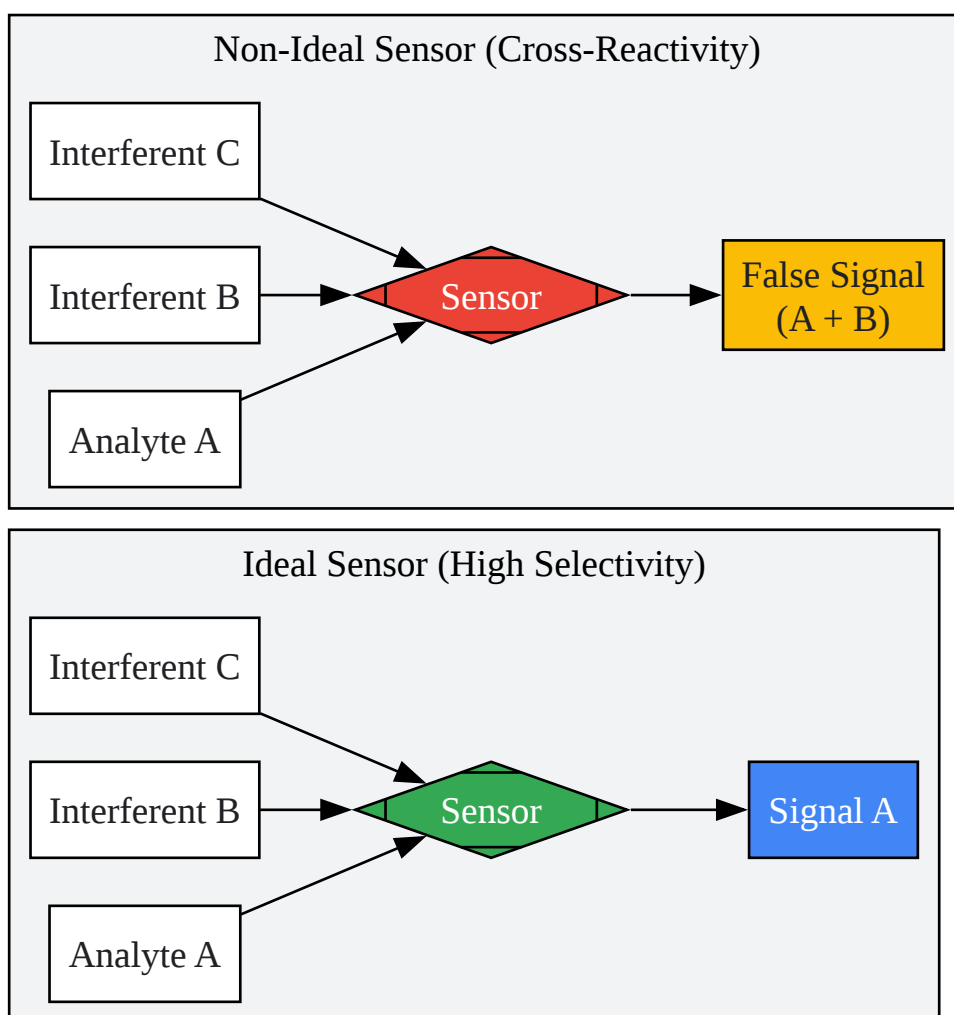 Non-Ideal Sensor (Cross-Reactivity)
Interferent C
Interferent B
Sensor
False Signal
(A + B)
Analyte A
Ideal Sensor (High Selectivity)
Interferent C
Interferent B
Sensor
Signal A
Analyte A